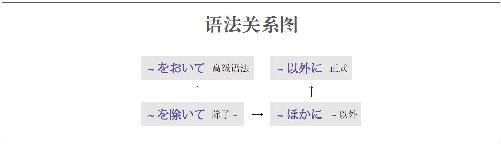 语法关系图
~をおいて 高级语法 ~以外に 正式
↑ ↑
~を除いて 除了~ → ~ほかに ~以外